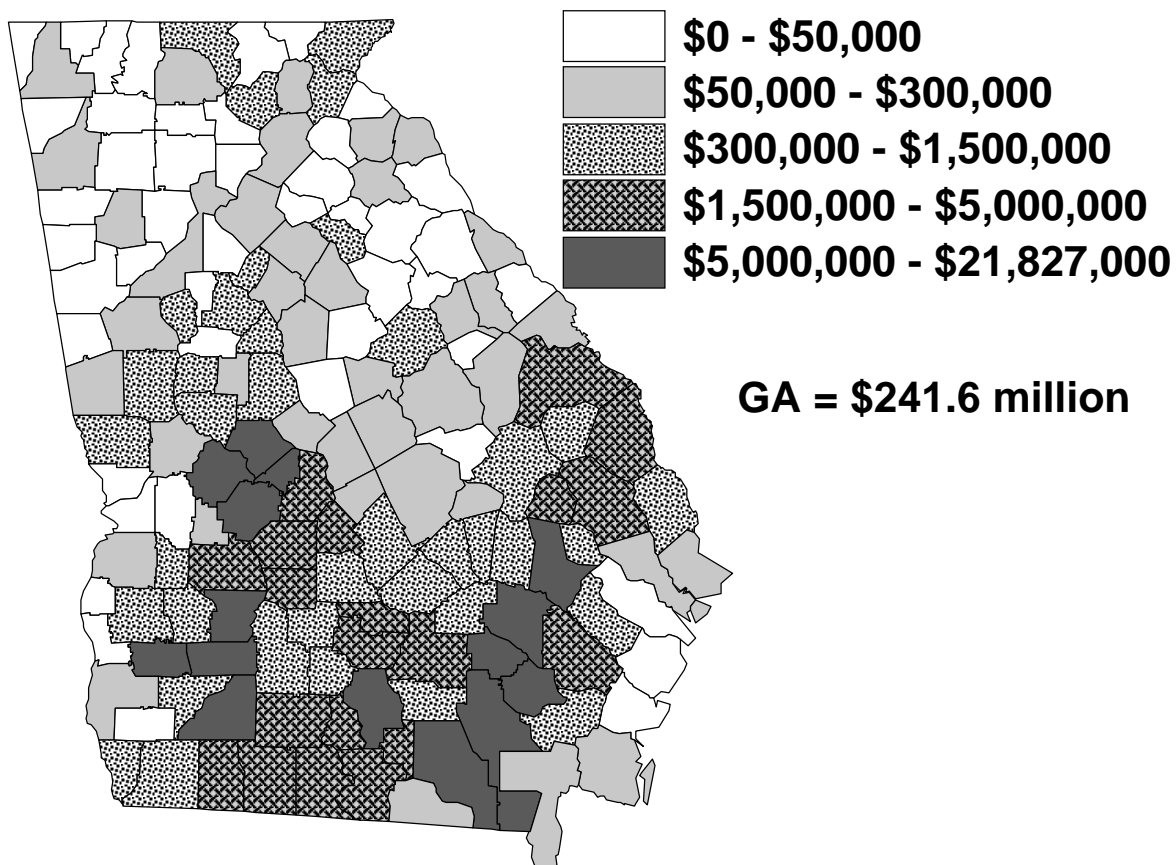 $0 - $50,000
$50,000 - $300,000
$300,000 - $1,500,000
$1,500,000 - $5,000,000
$5,000,000 - $21,827,000
GA = $241.6 million